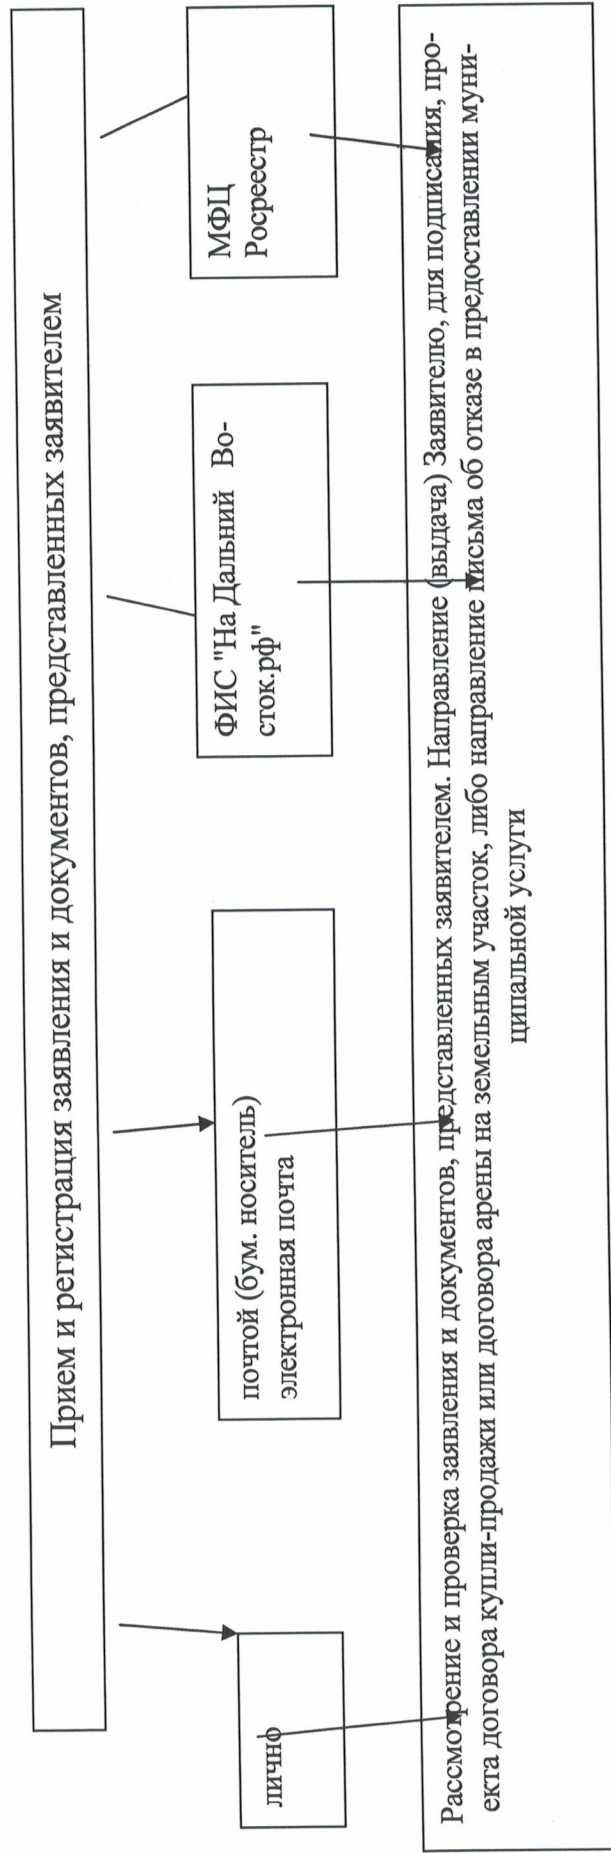 Прием и регистрация заявления и документов, представленных заявителем
лично
почтой (бум. носитель)
электронная почта
ФИС "На Дальний Во-
сток.рф"
МФЦ
Росреестр
Рассмотрение и проверка заявления и документов, представленных заявителем. Направление (выдача) Заявителю, для подписания, про-
екта договора купли-продажи или договора арены на земельным участок, либо направление письма об отказе в предоставлении муни-
ципальной услуги